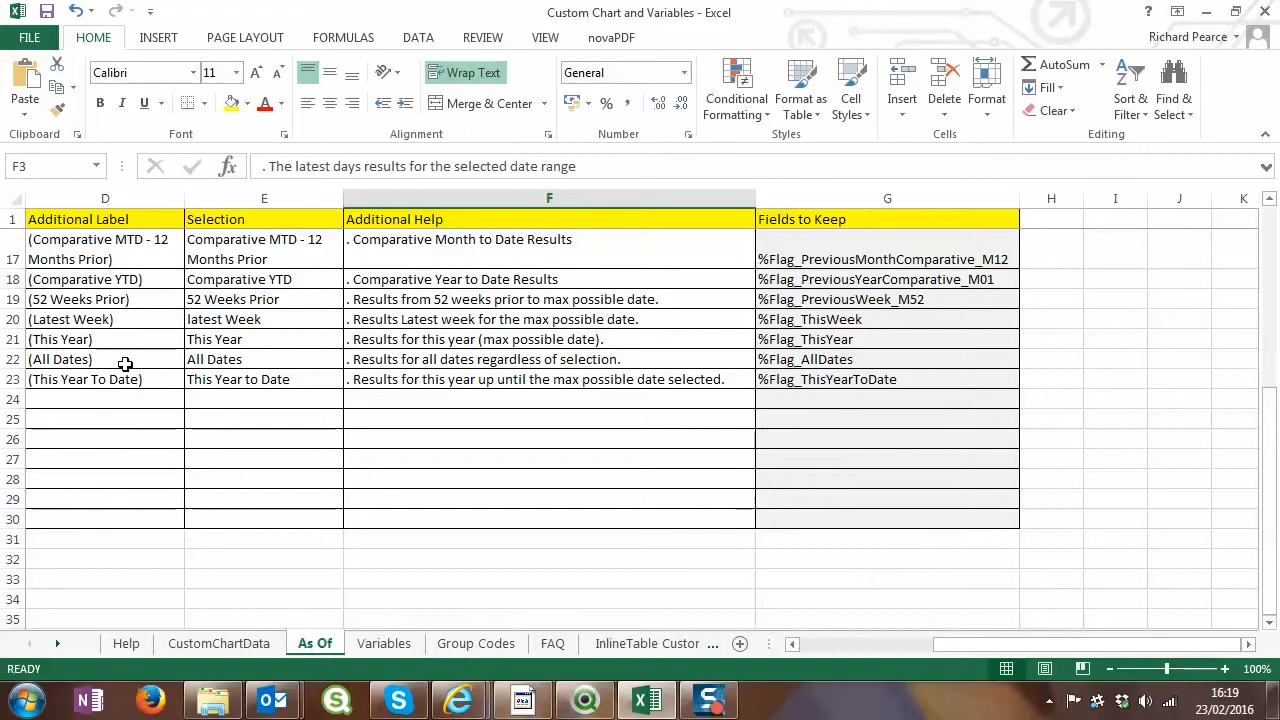 Custom Chart and Variables - Excel
?
FILE
HOME
INSERT
PAGE LAYOUT
FORMULAS
DATA
REVIEW
VIEW
novaPDF
Richard Pearce
Paste
Calibri
11
B I U
Wrap Text
Merge & Center
General
%
Conditional Formatting
Format as Table
Cell Styles
Insert
Delete
Format
AutoSum
Fill
Clear
Sort & Filter
Find & Select
Clipboard
Font
Alignment
Number
Styles
Cells
Editing
F3
fx
. The latest days results for the selected date range
D E F G H I J K
1 Additional Label Selection Additional Help Fields to Keep
(Comparative MTD - 12 Comparative MTD - 12 . Comparative Month to Date Results
17 Months Prior) Months Prior %Flag_PreviousMonthComparative_M12
18 (Comparative YTD) Comparative YTD . Comparative Year to Date Results %Flag_PreviousYearComparative_M01
19 (52 Weeks Prior) 52 Weeks Prior . Results from 52 weeks prior to max possible date. %Flag_PreviousWeek_M52
20 (Latest Week) latest Week . Results Latest week for the max possible date. %Flag_ThisWeek
21 (This Year) This Year . Results for this year (max possible date). %Flag_ThisYear
22 (All Dates) All Dates . Results for all dates regardless of selection. %Flag_AllDates
23 (This Year To Date) This Year to Date . Results for this year up until the max possible date selected. %Flag_ThisYearToDate
24
25
26
27
28
29
30
31
32
33
34
35
Help CustomChartData As Of Variables Group Codes FAQ InlineTable Custor ...
READY
100%
16:19
23/02/2016